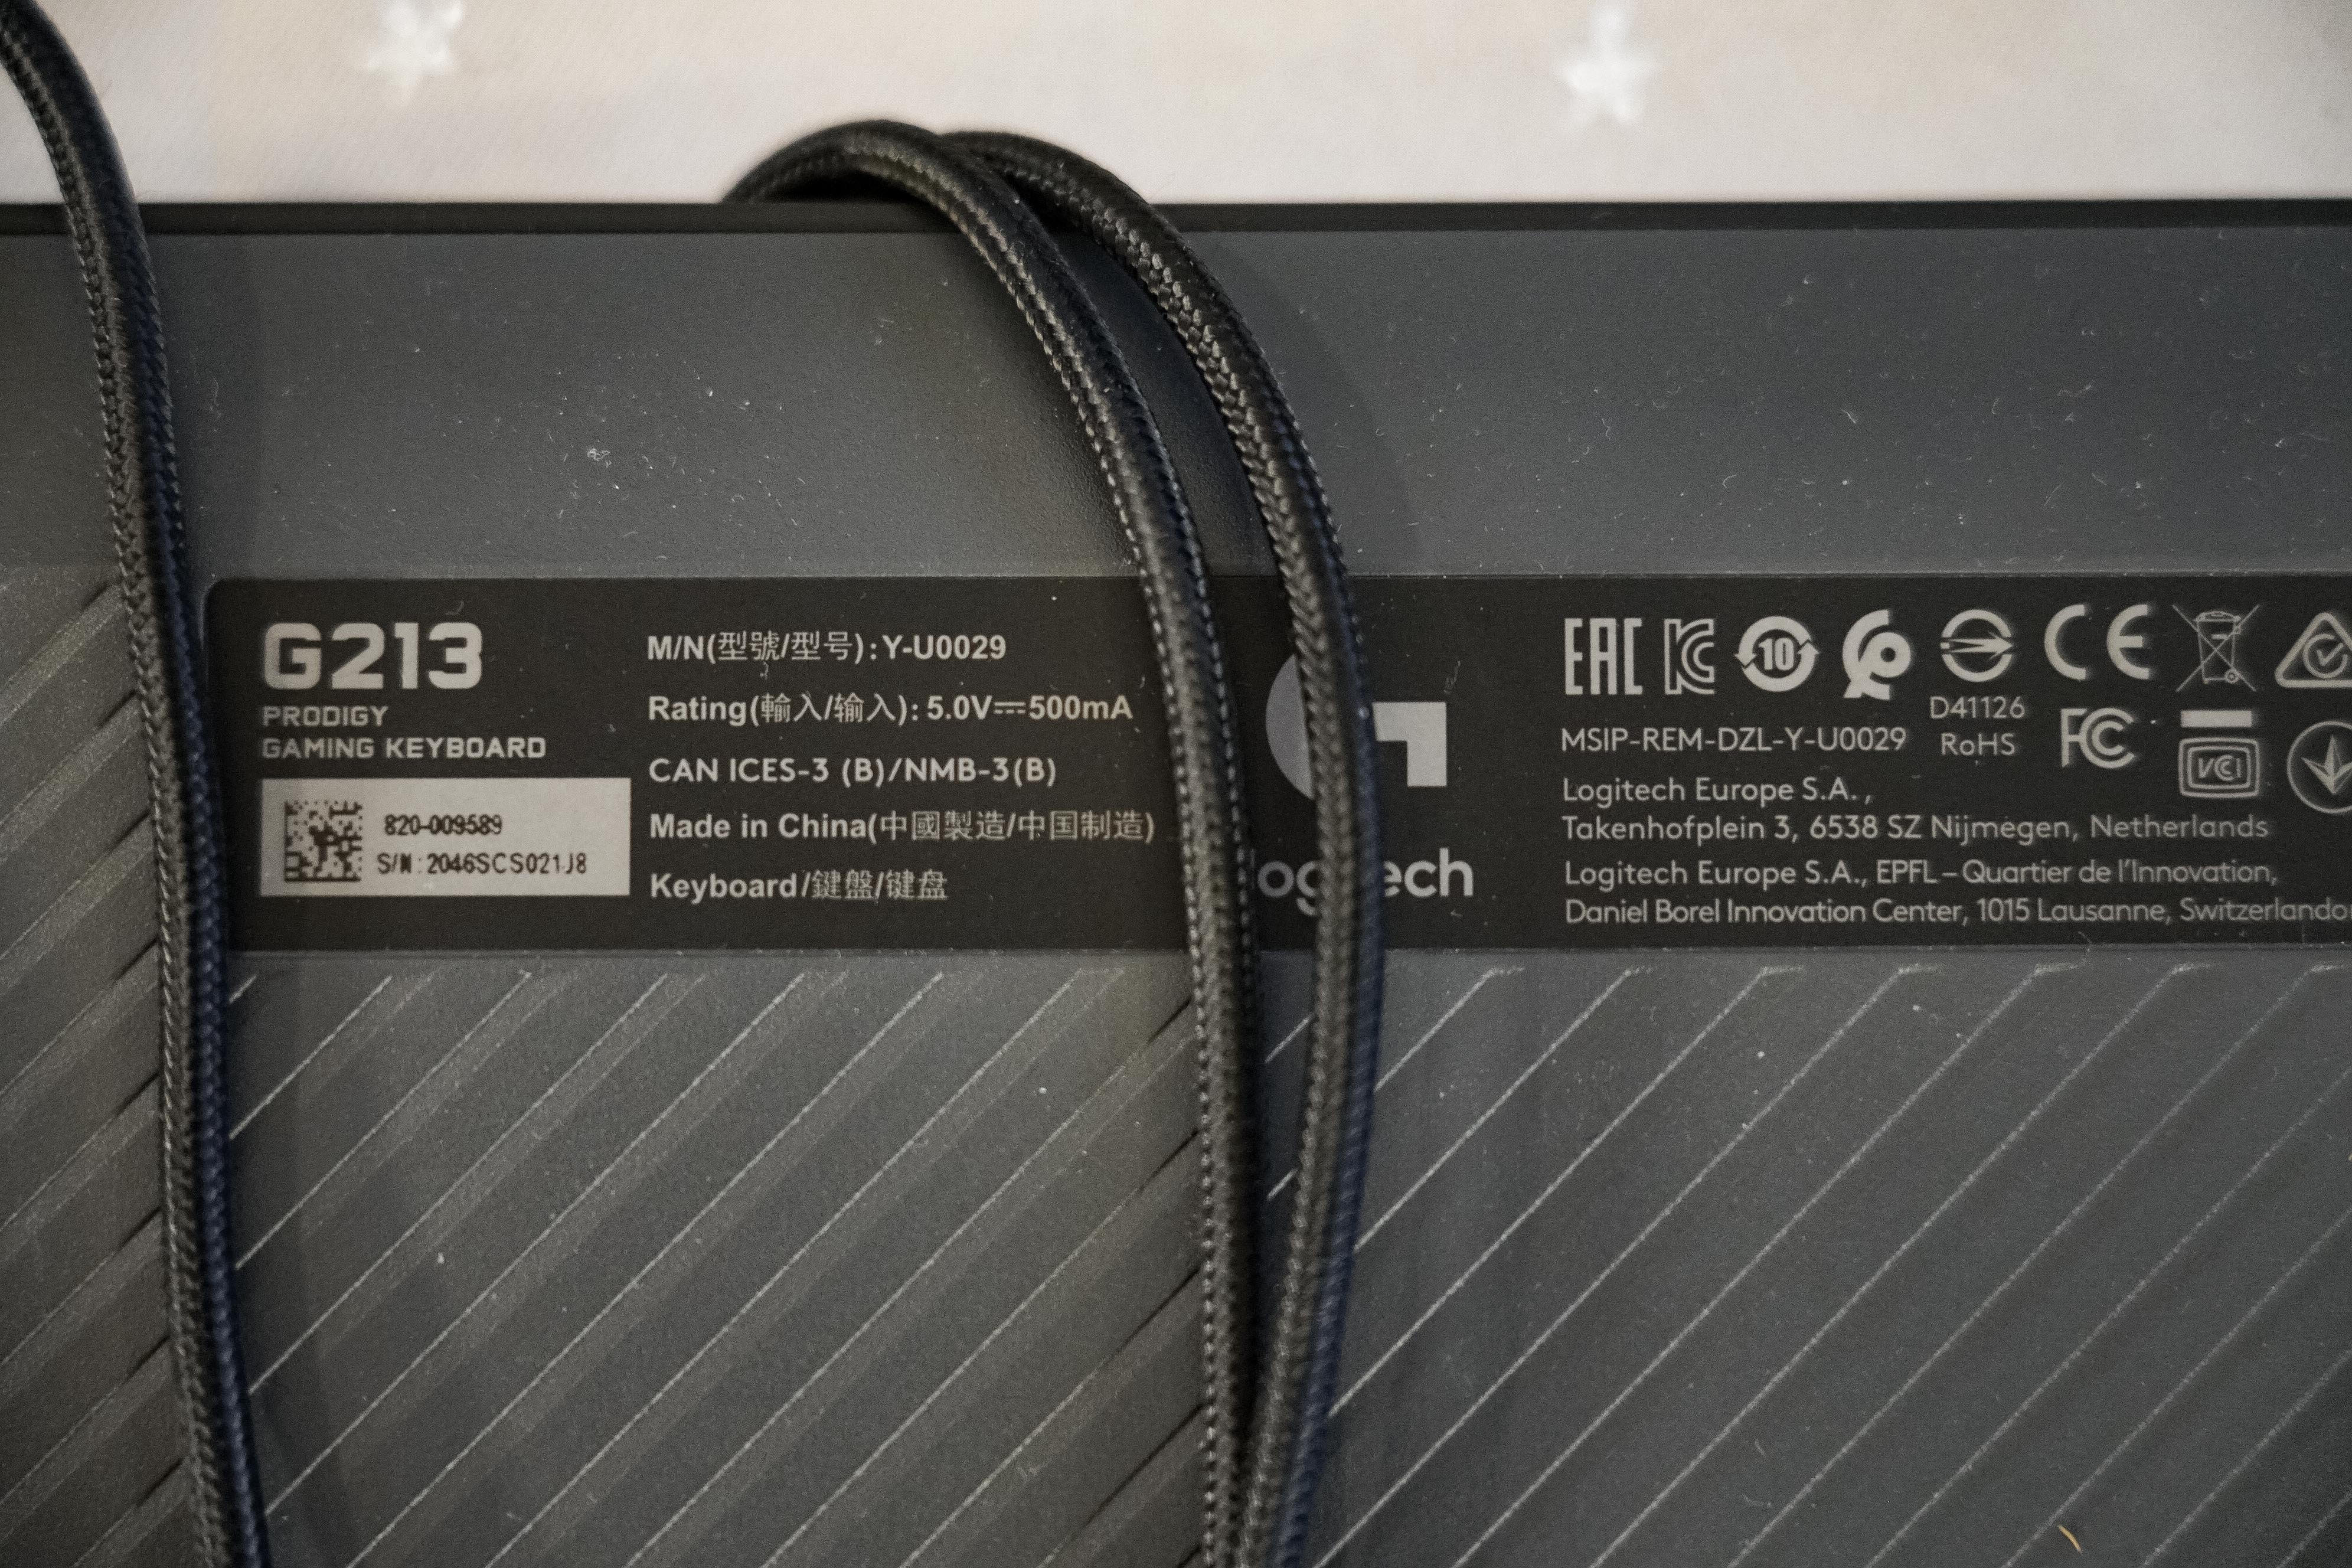 G213
PRODIGY
GAMING KEYBOARD
820-009589
S/N:2046SCS021J8
M/N(型號/型号):Y-U0029
Rating(輸入/输入): 5.0V⎓500mA
CAN ICES-3 (B)/NMB-3(B)
Made in China(中國製造/中国制造)
Keyboard/鍵盤/键盘
EAC KC 10 CE
D41126
RoHS
FC
VCI
MSIP-REM-DZL-Y-U0029
Logitech Europe S.A.,
Takenhofplein 3, 6538 SZ Nijmegen, Netherlands
Logitech Europe S.A., EPFL – Quartier de l'Innovation,
Daniel Borel Innovation Center, 1015 Lausanne, Switzerland